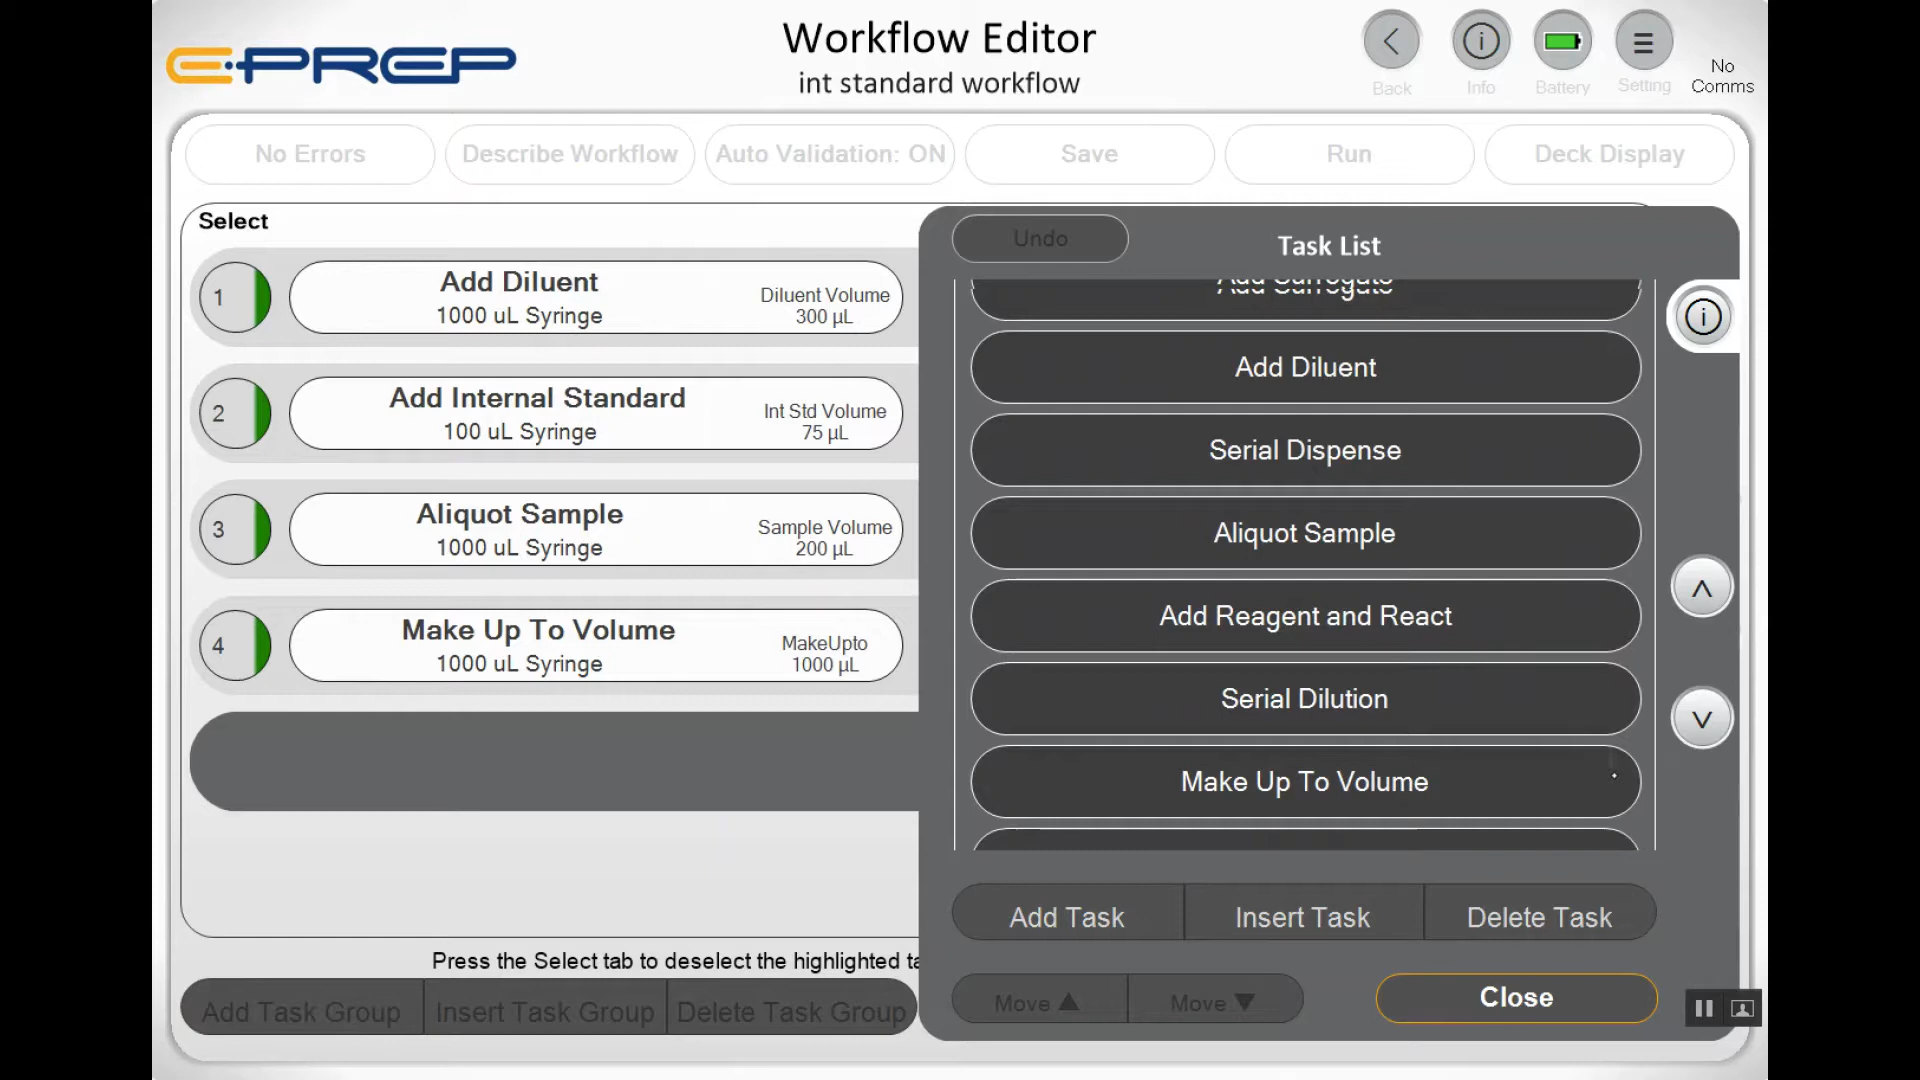 e-PREP
Workflow Editor
int standard workflow
Back
Info
Battery
Setting
No
Comms
No Errors
Describe Workflow
Auto Validation: ON
Save
Run
Deck Display
Select
1
Add Diluent
1000 uL Syringe
Diluent Volume
300 µL
2
Add Internal Standard
100 uL Syringe
Int Std Volume
75 µL
3
Aliquot Sample
1000 uL Syringe
Sample Volume
200 µL
4
Make Up To Volume
1000 uL Syringe
MakeUpto
1000 µL
Press the Select tab to deselect the highlighted ta
Add Task Group
Insert Task Group
Delete Task Group
Undo
Task List
Add Surrogate
Add Diluent
Serial Dispense
Aliquot Sample
Add Reagent and React
Serial Dilution
Make Up To Volume
Add Task
Insert Task
Delete Task
Move ▲
Move ▼
Close